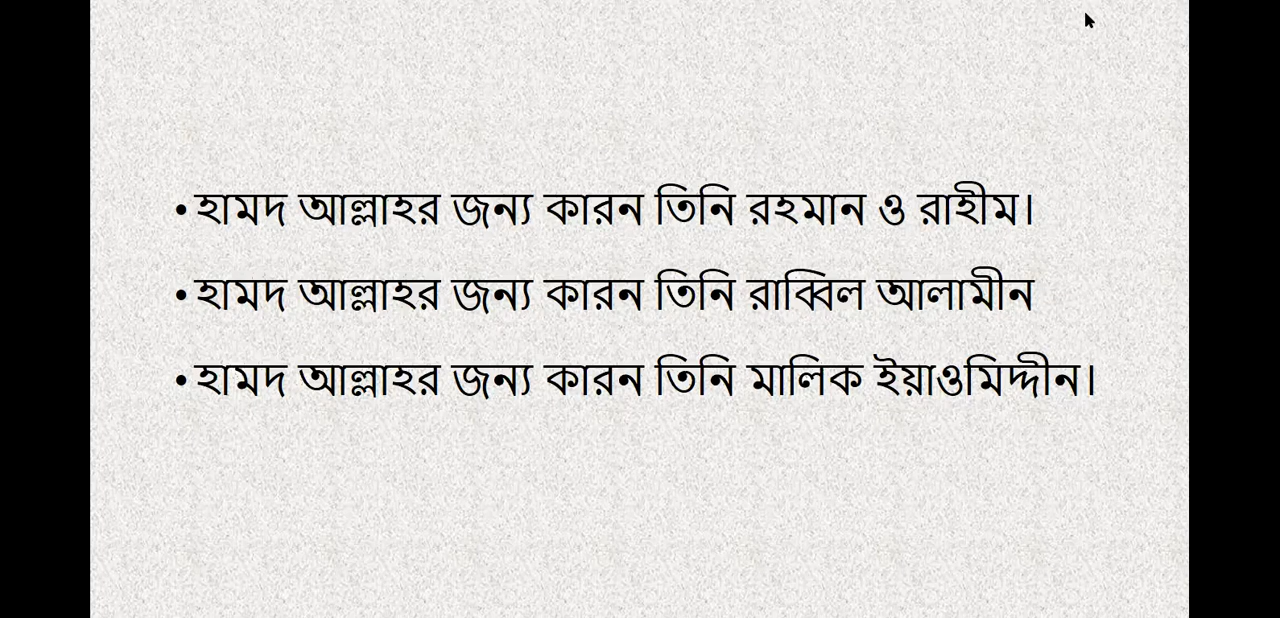 • হামদ আল্লাহর জন্য কারন তিনি রহমান ও রাহীম।
• হামদ আল্লাহর জন্য কারন তিনি রাব্বিল আলামীন
• হামদ আল্লাহর জন্য কারন তিনি মালিক ইয়াওমিদ্দীন।